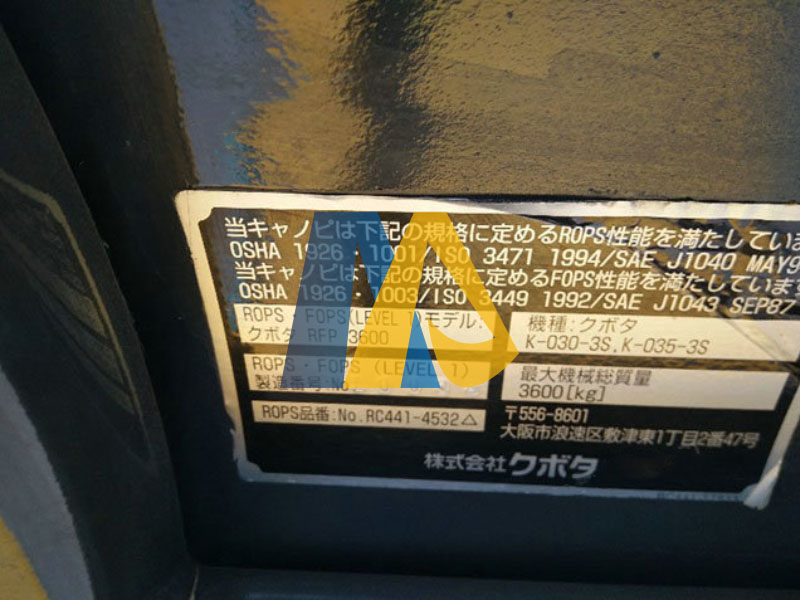 当キャノピは下記の規格に定めるROPS性能を満たしていま
OSHA 1926 1001/ISO 3471 1994/SAE J1040 MAY9
当キャノピは下記の規格に定めるFOPS性能を満たしています
OSHA 1926 1003/ISO 3449 1992/SAE J1043 SEP87
ROPS FOPS(LEVEL 1)モデル:
クボタ RFP 3600
機種:クボタ
K-030-3S,K-035-3S
ROPS・FOPS (LEVEL 1)
製造番号:No.
最大機械総質量
3600[kg]
ROPS品番:No.RC441-4532△
〒556-8601
大阪市浪速区敷津東1丁目2番47号
株式会社クボタ